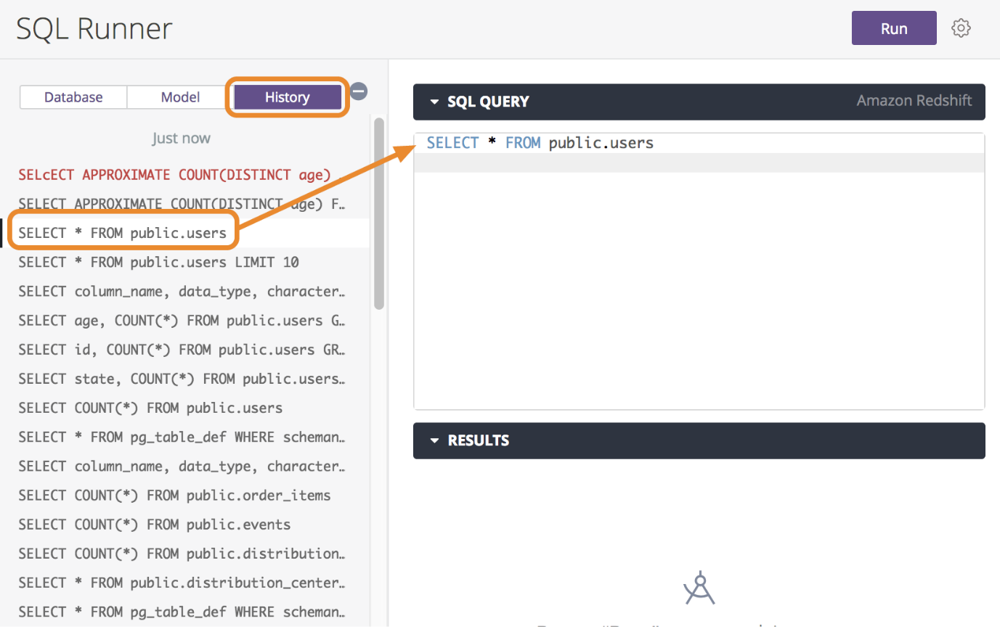 SQL Runner
Run
Database
Model
History
Just now
SELcECT APPROXIMATE COUNT(DISTINCT age) ..
SELECT APPROXIMATE COUNT(DISTINCT age) F..
SELECT * FROM public.users
SELECT * FROM public.users LIMIT 10
SELECT column_name, data_type, character..
SELECT age, COUNT(*) FROM public.users G..
SELECT id, COUNT(*) FROM public.users GR..
SELECT state, COUNT(*) FROM public.users..
SELECT COUNT(*) FROM public.users
SELECT * FROM pg_table_def WHERE scheman..
SELECT column_name, data_type, character..
SELECT COUNT(*) FROM public.order_items
SELECT COUNT(*) FROM public.events
SELECT COUNT(*) FROM public.distribution..
SELECT * FROM public.distribution_center..
SELECT * FROM pg_table_def WHERE scheman..
SQL QUERY
Amazon Redshift
SELECT * FROM public.users
RESULTS